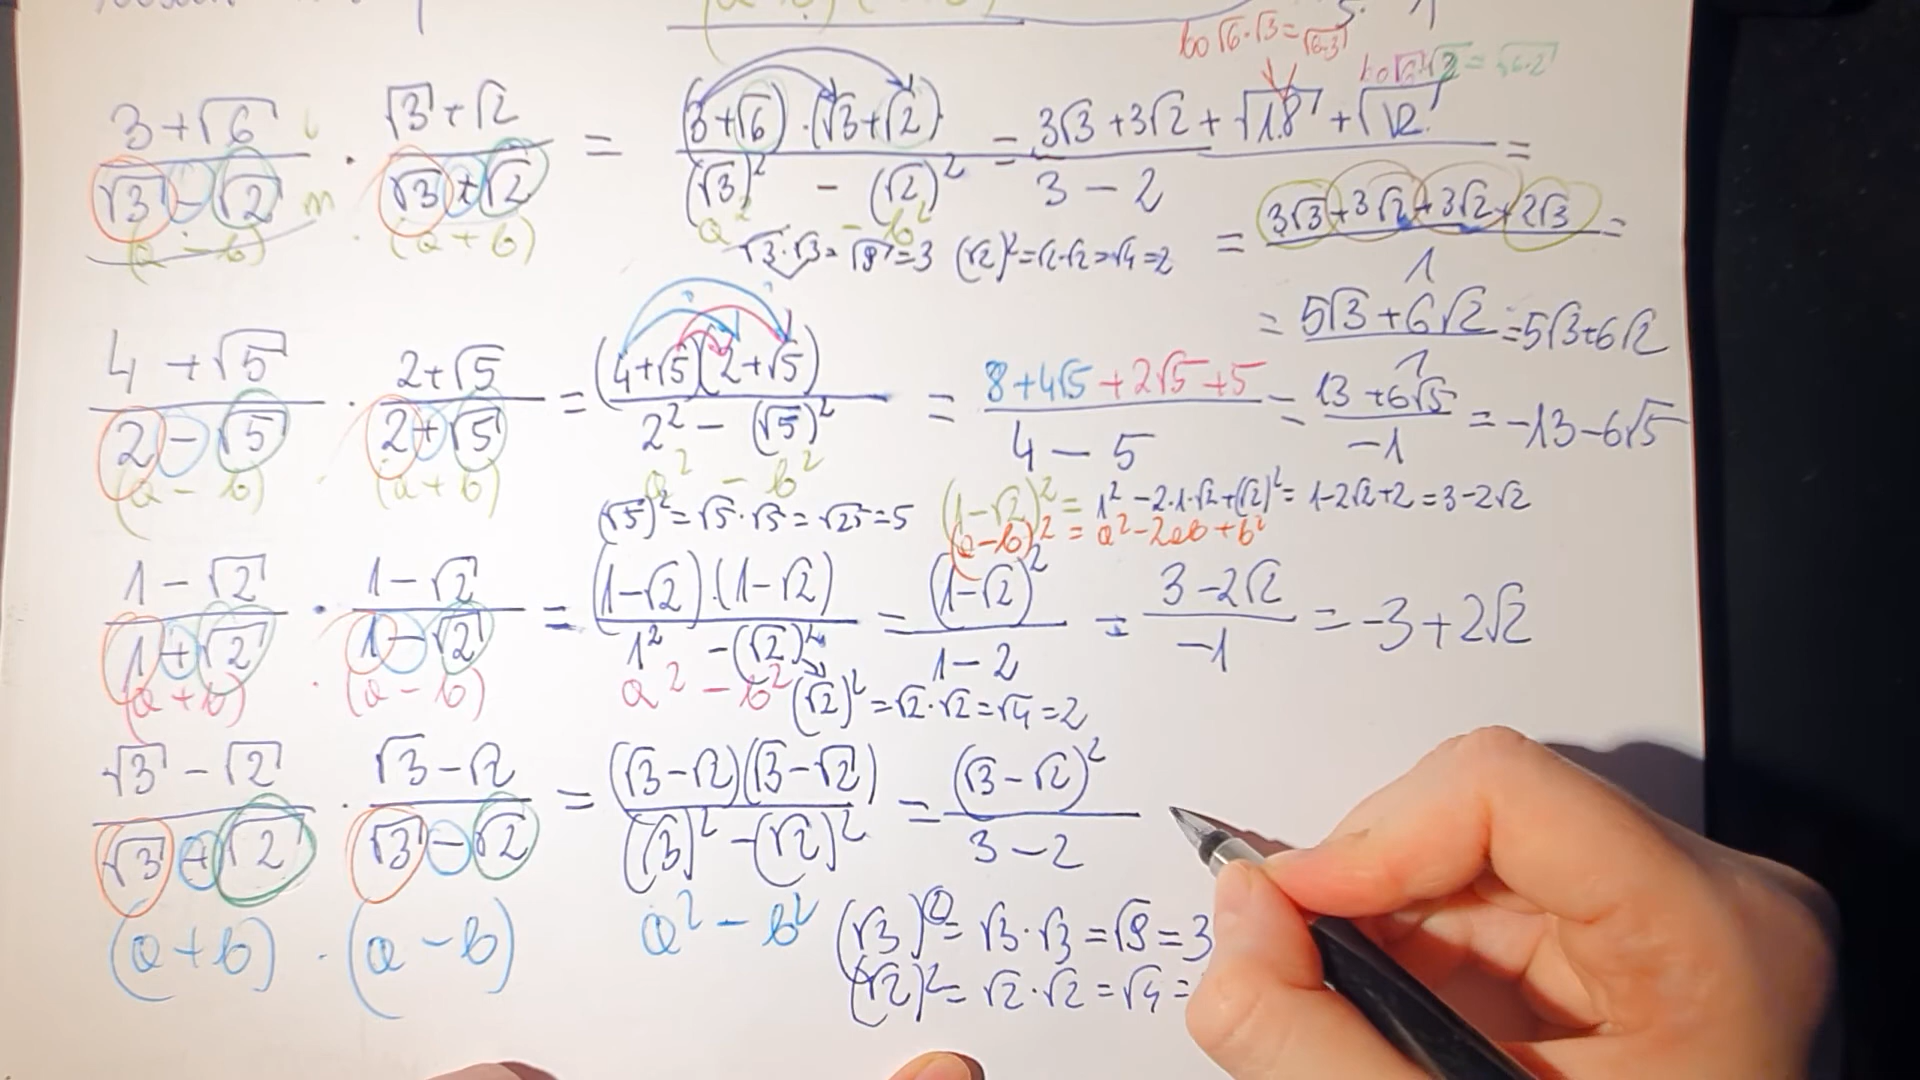 bo √6·√3 = √6·3
3+√6 / √3−√2 · √3+√2 / √3+√2 = (3+√6)·(√3+√2) / (√3)² − (√2)² = 3√3+3√2+√18+√12 / 3−2 =
(a−b) · (a+b) a² − b²
√3·√3=√9=3 (√2)²=√2·√2=√4=2
= 3√3+3√2+3√2+2√3 / 1 =
= 5√3+6√2 / 1 = 5√3+6√2
4+√5 / 2−√5 · 2+√5 / 2+√5 = (4+√5)(2+√5) / 2² − (√5)² = 8+4√5+2√5+5 / 4−5 = 13+6√5 / −1 = −13−6√5
(a−b) (a+b) a² − b²
(√5)²=√5·√5=√25=5
(1−√2)² = 1²−2·1·√2+(√2)² = 1−2√2+2 = 3−2√2
(a−b)² = a²−2ab+b²
1−√2 / 1+√2 · 1−√2 / 1−√2 = (1−√2)·(1−√2) / 1² − (√2)² = (1−√2)² / 1−2 = 3−2√2 / −1 = −3+2√2
(a+b) · (a−b) a² − b²
(√2)²=√2·√2=√4=2
√3−√2 / √3+√2 · √3−√2 / √3−√2 = (√3−√2)(√3−√2) / (√3)² − (√2)² = (√3−√2)² / 3−2
(a+b) · (a−b) a² − b²
(√3)²=√3·√3=√9=3
(√2)²=√2·√2=√4=